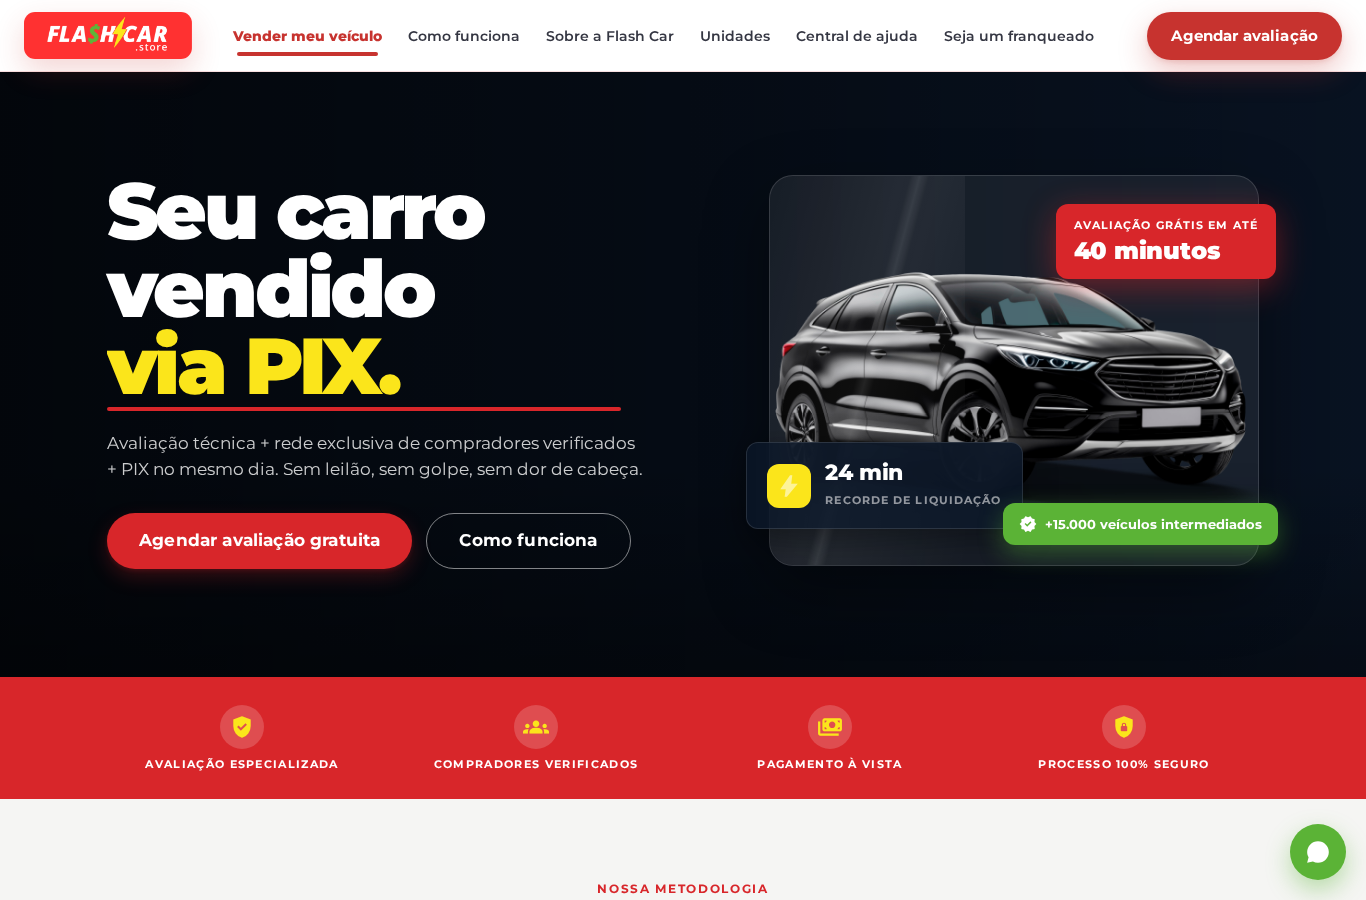 FLA$H CAR
.store
Vender meu veículo
Como funciona
Sobre a Flash Car
Unidades
Central de ajuda
Seja um franqueado
Agendar avaliação
Seu carro
vendido
via PIX.
Avaliação técnica + rede exclusiva de compradores verificados
+ PIX no mesmo dia. Sem leilão, sem golpe, sem dor de cabeça.
Agendar avaliação gratuita
Como funciona
AVALIAÇÃO GRÁTIS EM ATÉ
40 minutos
24 min
RECORDE DE LIQUIDAÇÃO
+15.000 veículos intermediados
AVALIAÇÃO ESPECIALIZADA
COMPRADORES VERIFICADOS
PAGAMENTO À VISTA
PROCESSO 100% SEGURO
NOSSA METODOLOGIA